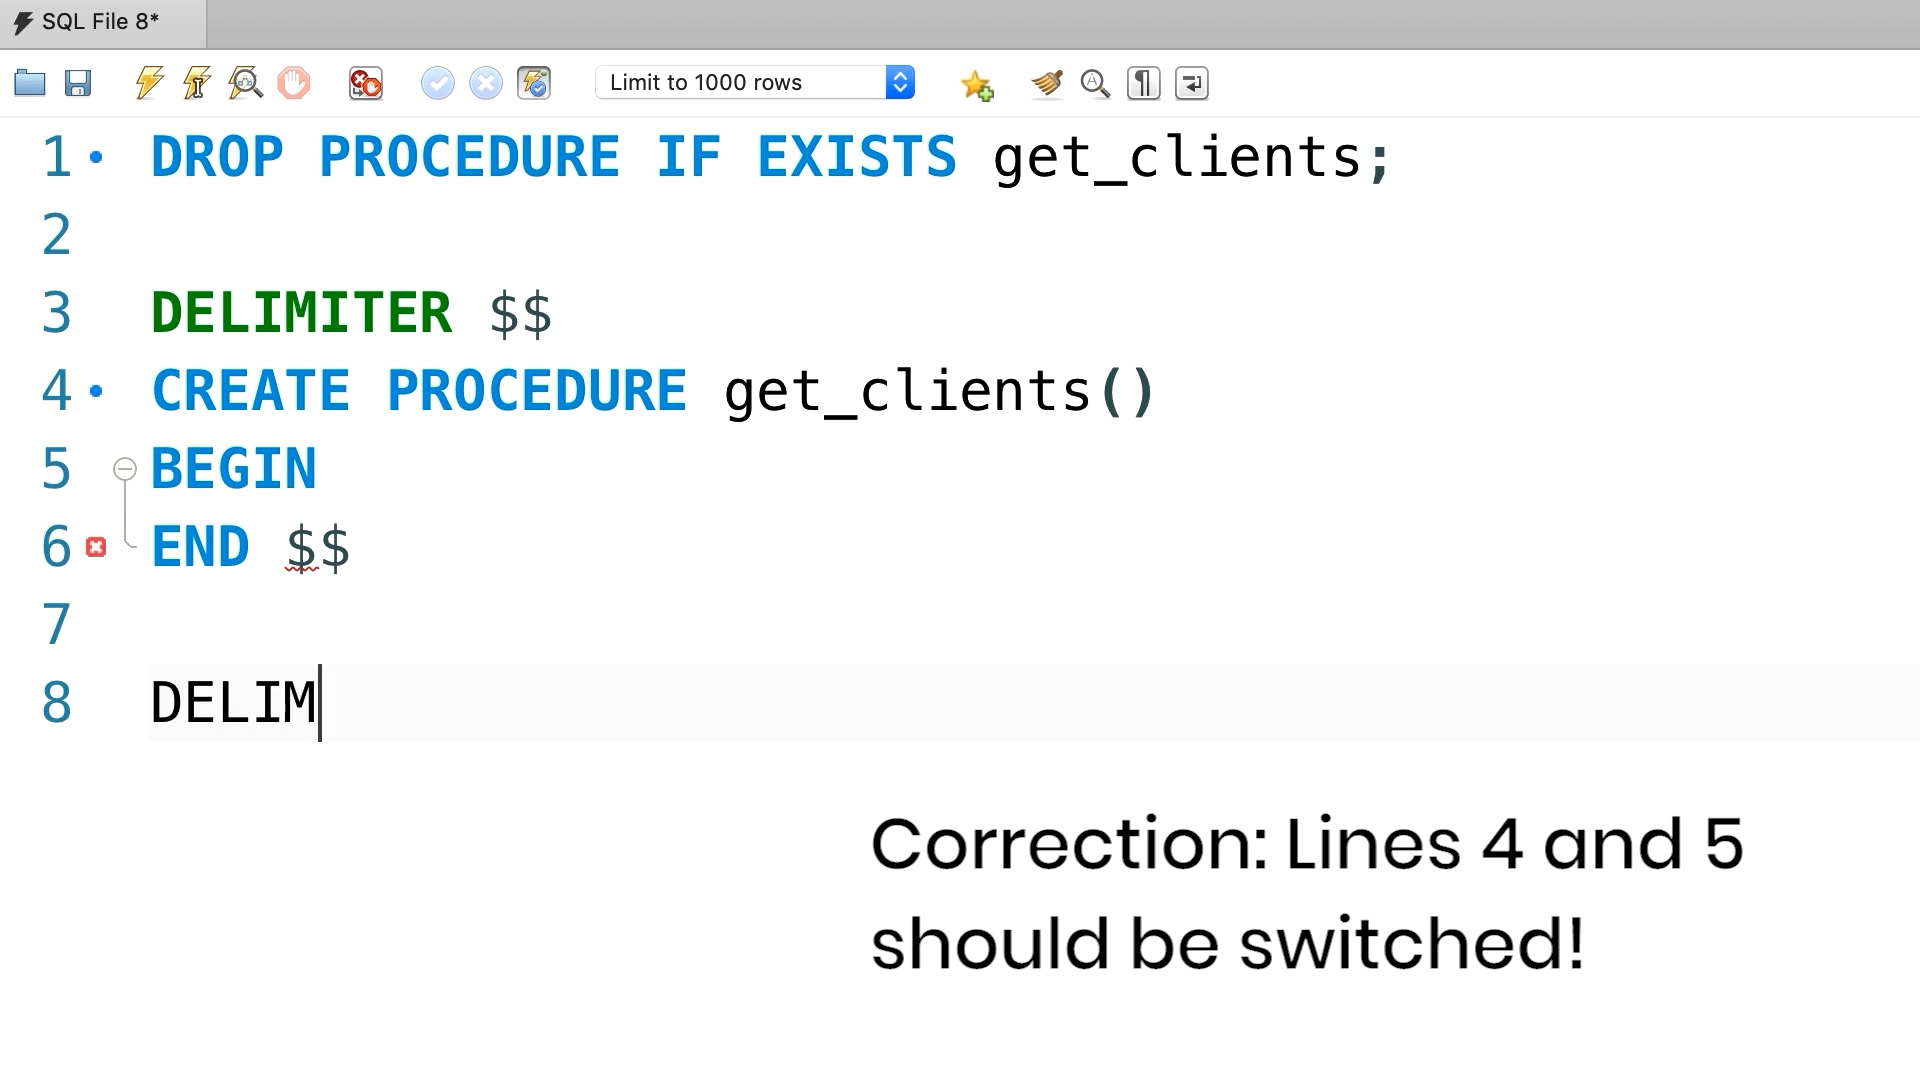 SQL File 8*
Limit to 1000 rows
1 DROP PROCEDURE IF EXISTS get_clients;
2
3 DELIMITER $$
4 CREATE PROCEDURE get_clients()
5 BEGIN
6 END $$
7
8 DELIM
Correction: Lines 4 and 5
should be switched!